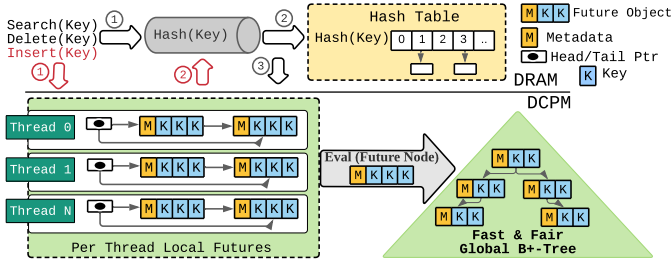 Search(Key)
Delete(Key)
Insert(Key)
1
Hash(Key)
2
Hash Table
Hash(Key)
0 1 2 3 ..
M K K Future Object
M Metadata
Head/Tail Ptr
K Key
1
2
3
DRAM
DCPM
Thread 0
M K K K M K K K
Thread 1
M K K K M K K K
Thread N
M K K K M K K K
Per Thread Local Futures
Eval (Future Node)
M K K K
M K K
M K K M K K
M K K M K K
Fast & Fair
Global B+-Tree